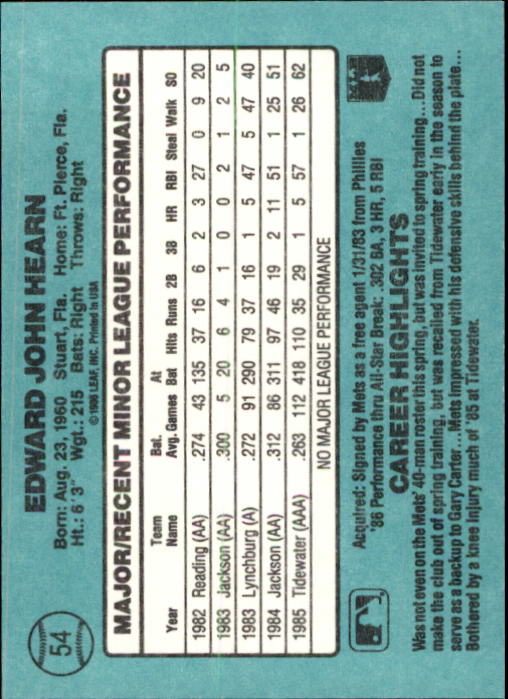 54
EDWARD JOHN HEARN
Born: Aug. 23, 1960 Stuart, Fla. Home: Ft. Pierce, Fla.
Ht.: 6'3" Wgt.: 215 Bats: Right Throws: Right
©1986 LEAF, INC. Printed in USA
MAJOR/RECENT MINOR LEAGUE PERFORMANCE
Team Bat. At
Year Name Avg. Games Bat Hits Runs 2B 3B HR RBI Steal Walk SO
1982 Reading (AA) .274 43 135 37 16 6 2 3 27 0 9 20
1983 Jackson (AA) .300 5 20 6 4 1 0 0 2 1 2 5
1983 Lynchburg (A) .272 91 290 79 37 16 1 5 47 5 47 40
1984 Jackson (AA) .312 86 311 97 46 19 2 11 51 1 25 51
1985 Tidewater (AAA) .263 112 418 110 35 29 1 5 57 1 26 62
NO MAJOR LEAGUE PERFORMANCE
Acquired: Signed by Mets as a free agent 1/31/83 from Phillies
'86 Performance thru All-Star Break: .302 BA, 3 HR, 5 RBI
CAREER HIGHLIGHTS
Was not even on the Mets' 40-man roster this spring, but was invited to spring training...Did not
make the club out of spring training, but was recalled from Tidewater early in the season to
serve as a backup to Gary Carter...Mets impressed with his defensive skills behind the plate...
Bothered by a knee injury much of '85 at Tidewater.